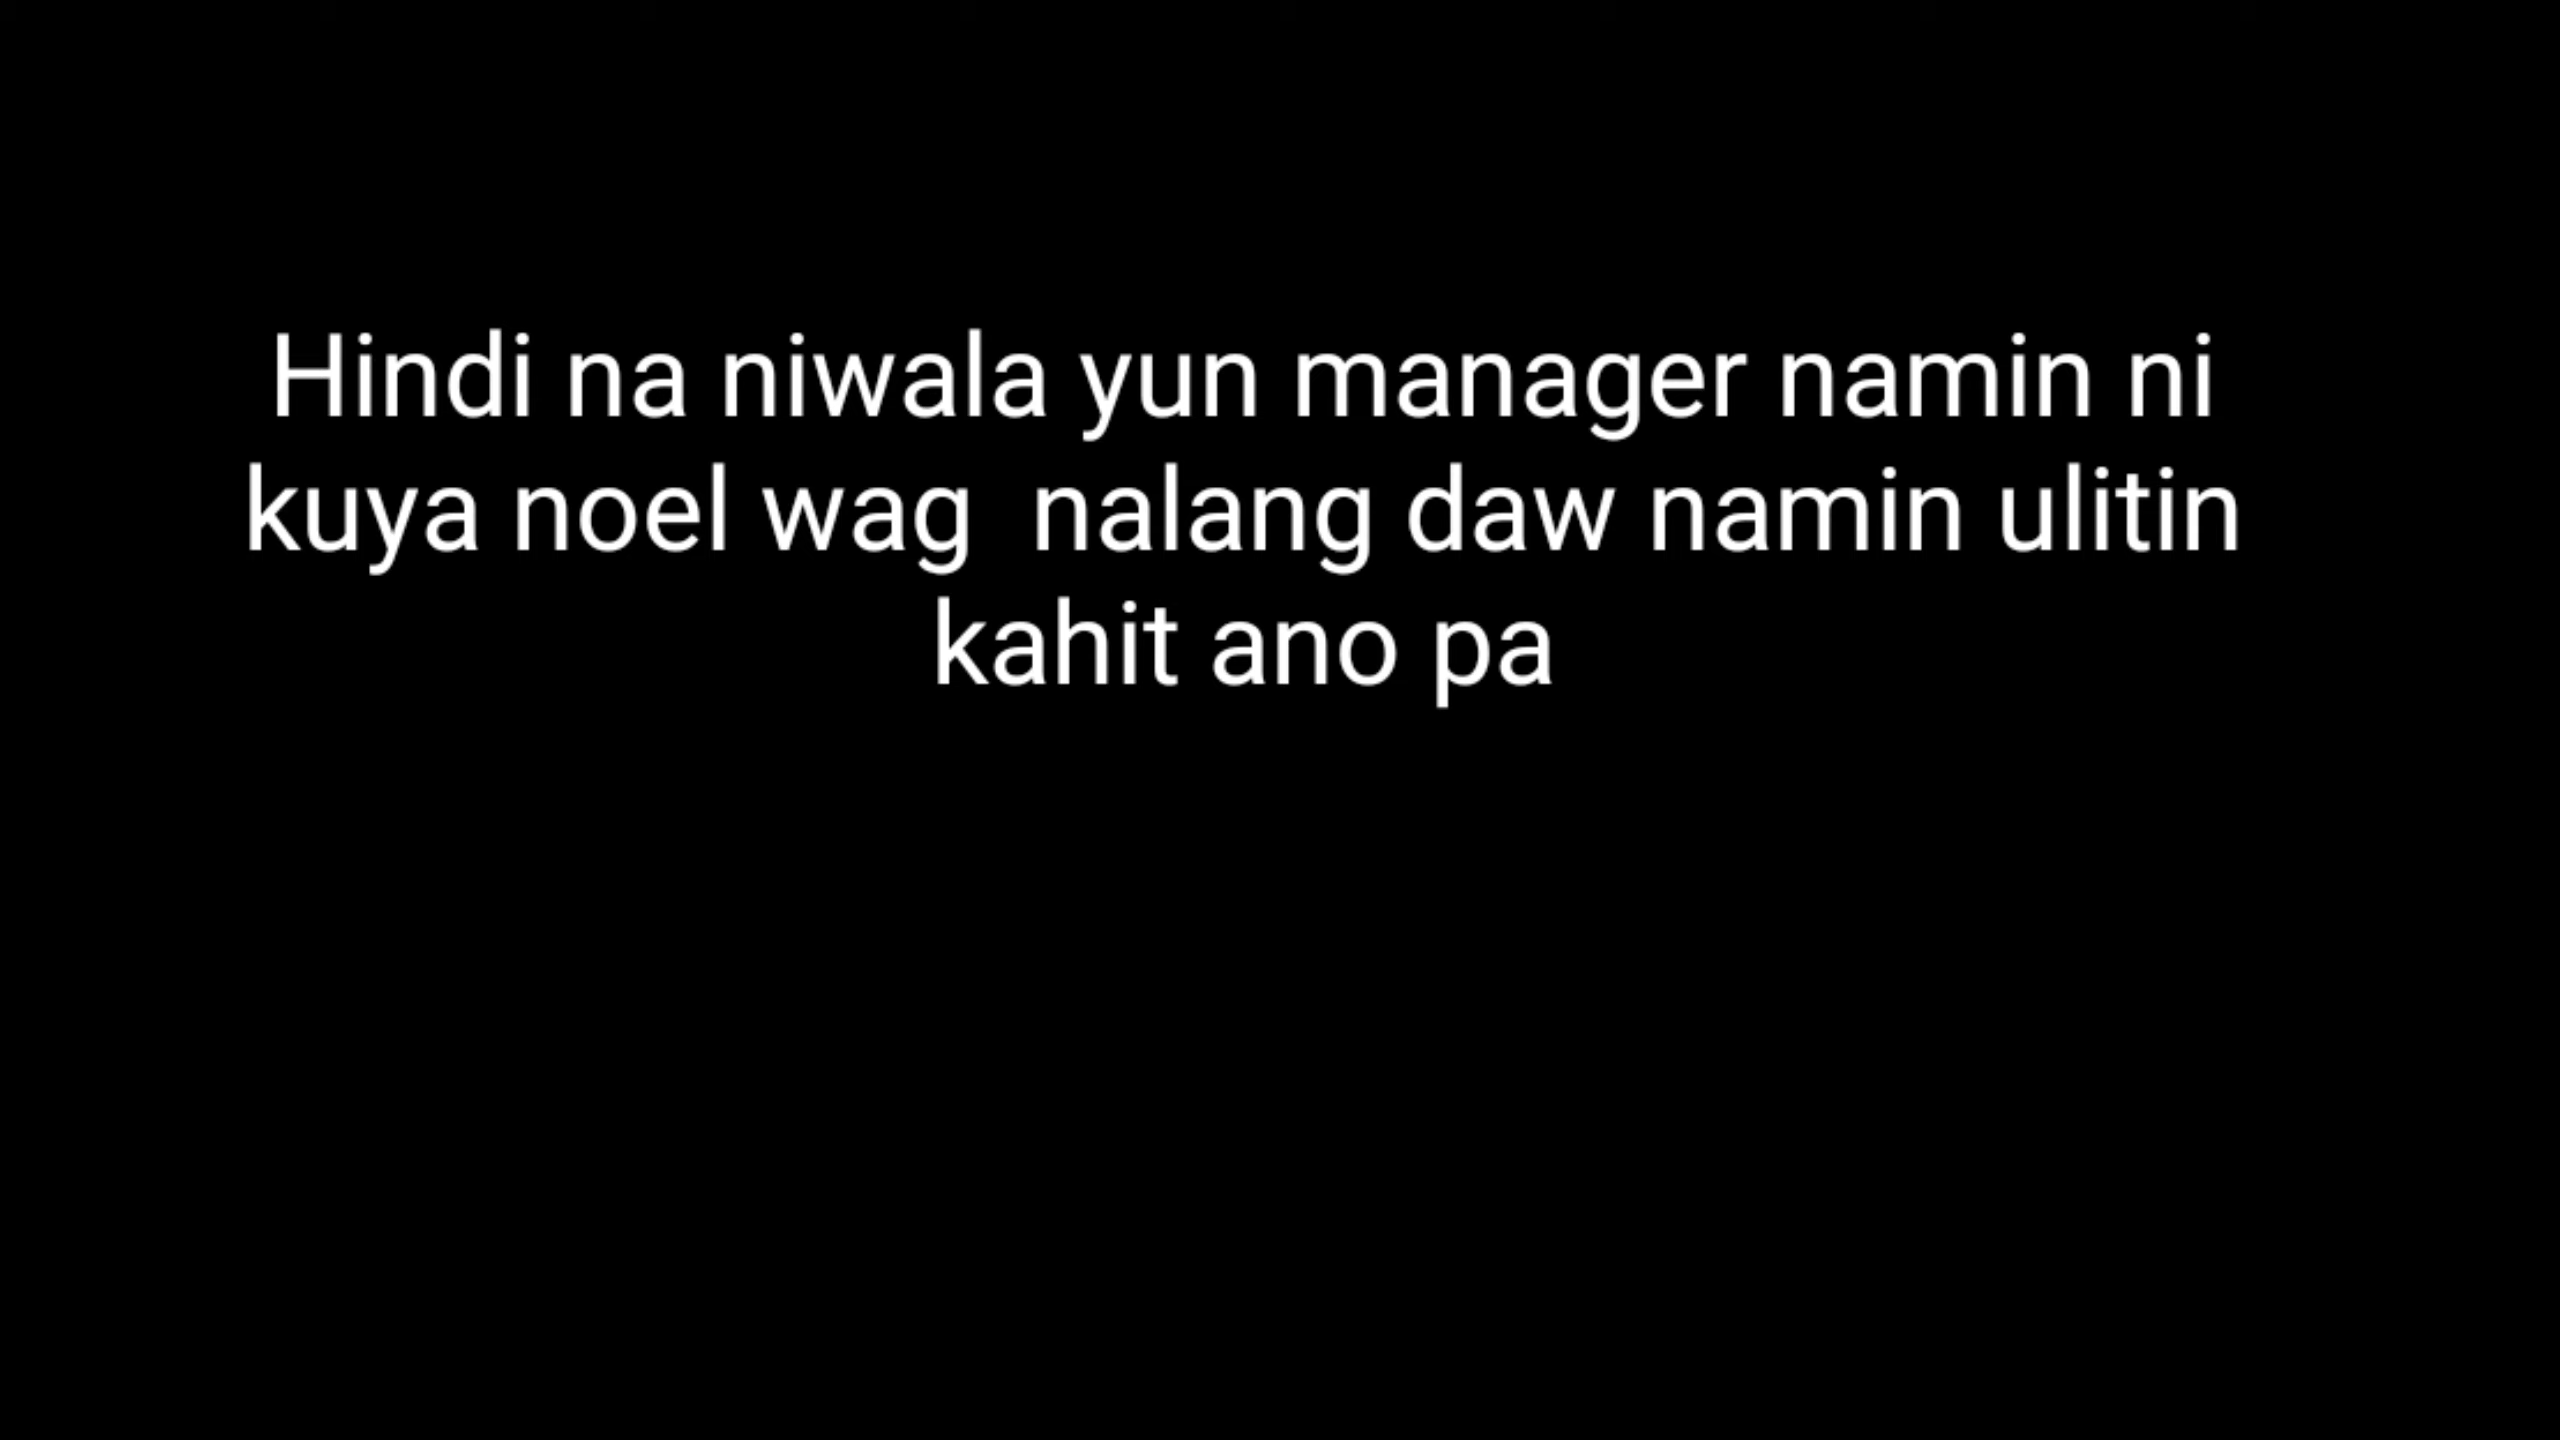 Hindi na niwala yun manager namin ni
kuya noel wag  nalang daw namin ulitin
kahit ano pa